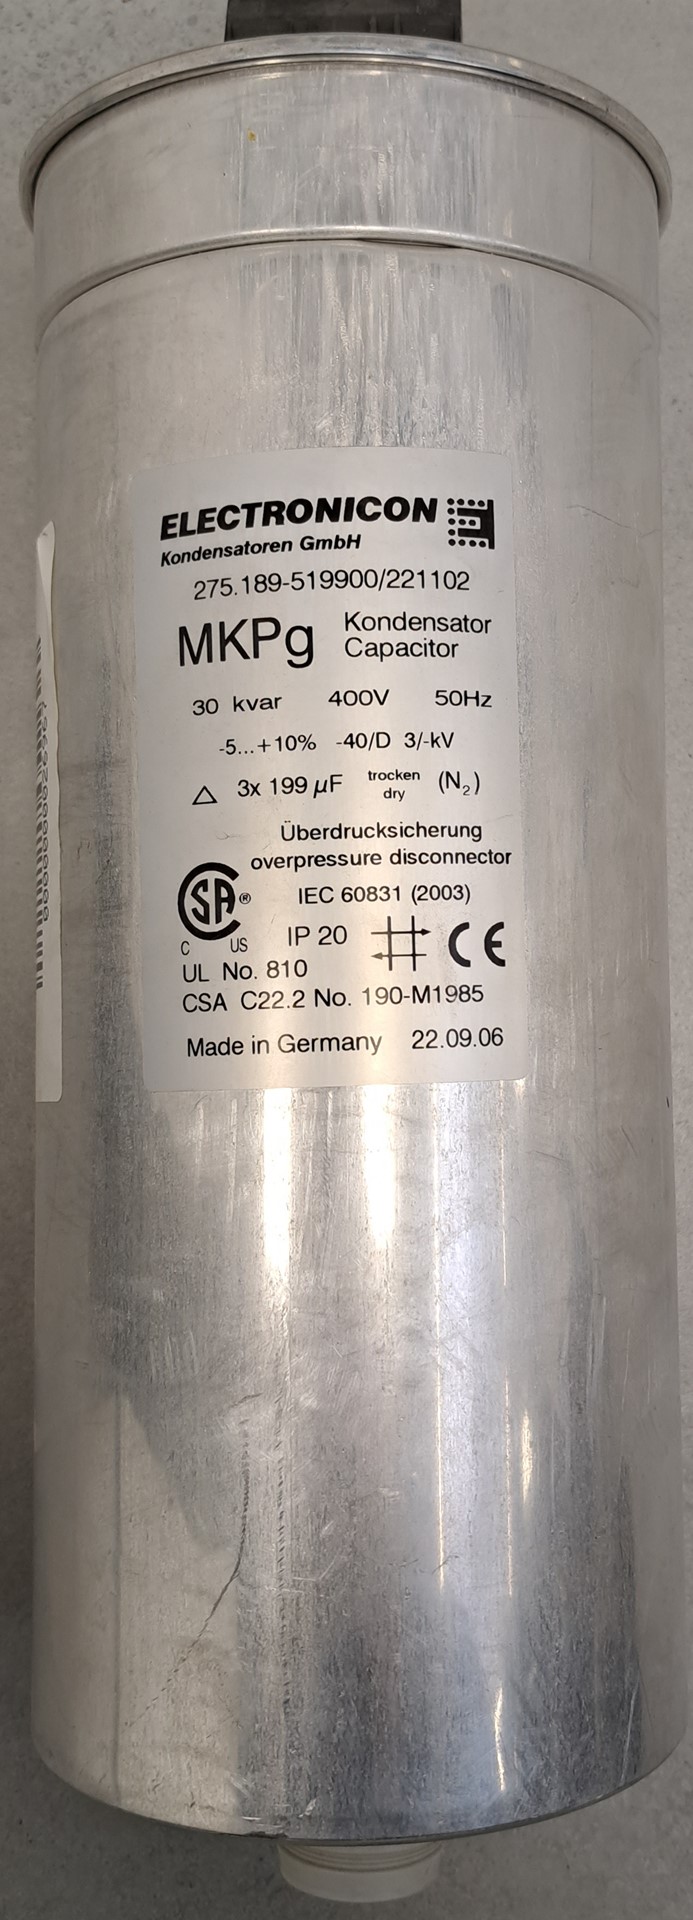 ELECTRONICON
Kondensatoren GmbH
275.189-519900/221102
MKPg Kondensator
Capacitor
30 kvar 400V 50Hz
-5...+10% -40/D 3/-kV
△ 3x 199 µF trocken (N₂)
dry
Überdrucksicherung
overpressure disconnector
SA®
C US
IEC 60831 (2003)
IP 20 CE
UL No. 810
CSA C22.2 No. 190-M1985
Made in Germany 22.09.06